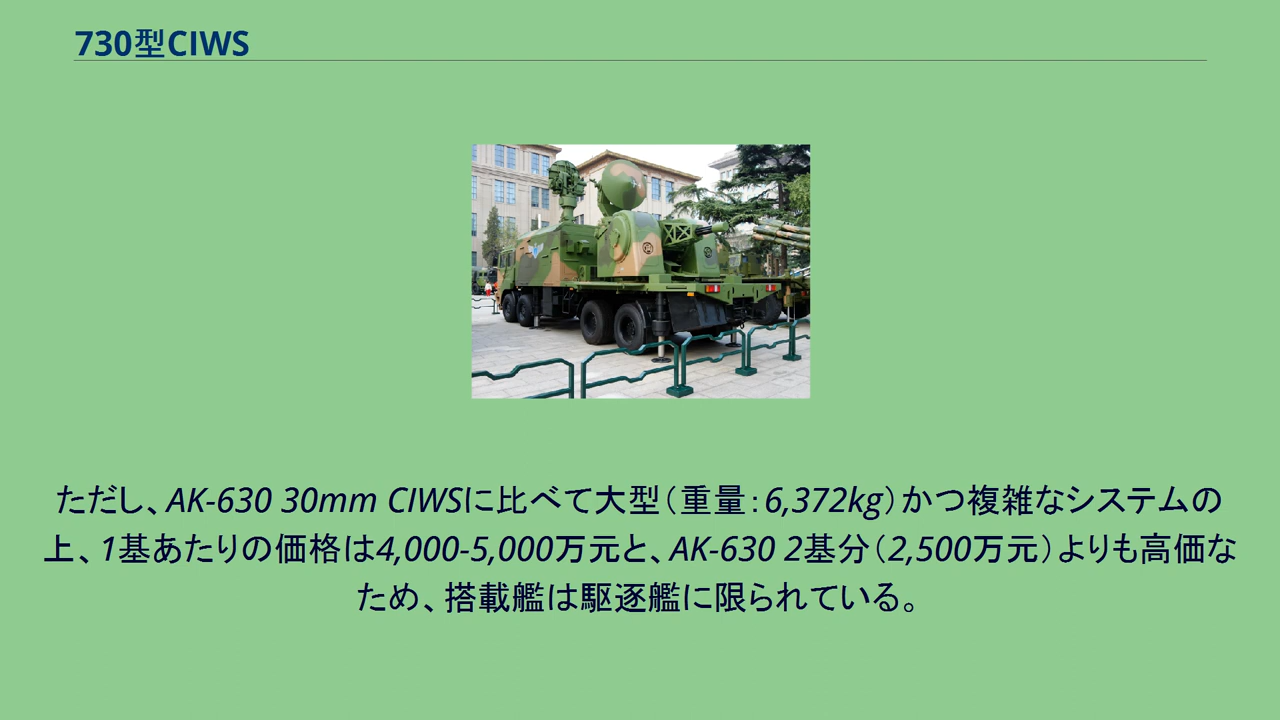 730型CIWS
ただし、AK-630 30mm CIWSに比べて大型（重量：6,372kg）かつ複雑なシステムの
上、1基あたりの価格は4,000-5,000万元と、AK-630 2基分（2,500万元）よりも高価な
ため、搭載艦は駆逐艦に限られている。